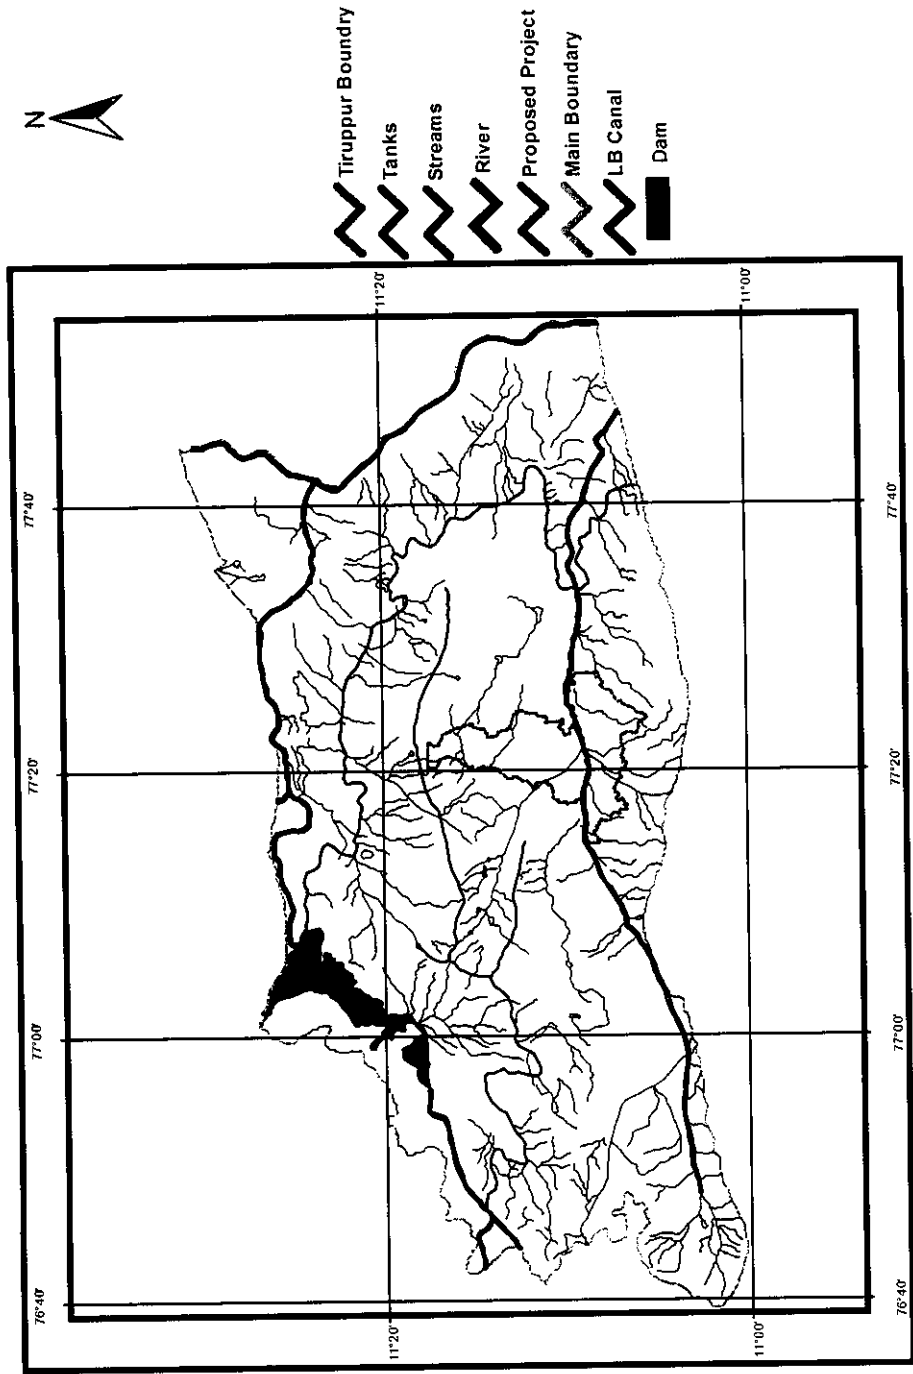 N
Tiruppur Boundry
Tanks
Streams
River
Proposed Project
Main Boundary
LB Canal
Dam
76°40'
77°00'
77°20'
77°40'
11°20'
11°00'
11°20'
11°00'
76°40'
77°00'
77°20'
77°40'